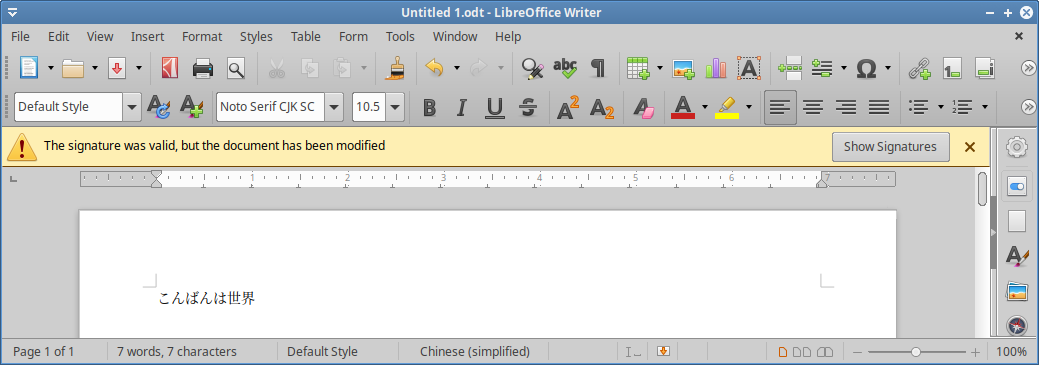 Untitled 1.odt - LibreOffice Writer
File Edit View Insert Format Styles Table Form Tools Window Help
abc
Default Style Noto Serif CJK SC 10.5 B I U S A2 A2 A A
The signature was valid, but the document has been modified Show Signatures
1 2 3 4 5 6 7
こんばんは世界
Page 1 of 1 7 words, 7 characters Default Style Chinese (simplified) 100%